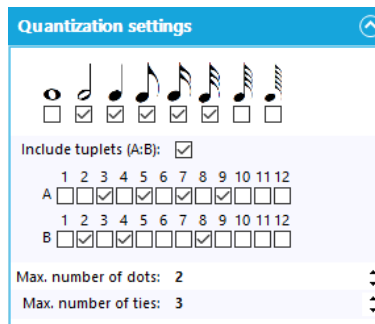 Quantization settings
Include tuplets (A:B):
1 2 3 4 5 6 7 8 9 10 11 12
A
1 2 3 4 5 6 7 8 9 10 11 12
B
Max. number of dots: 2
Max. number of ties: 3